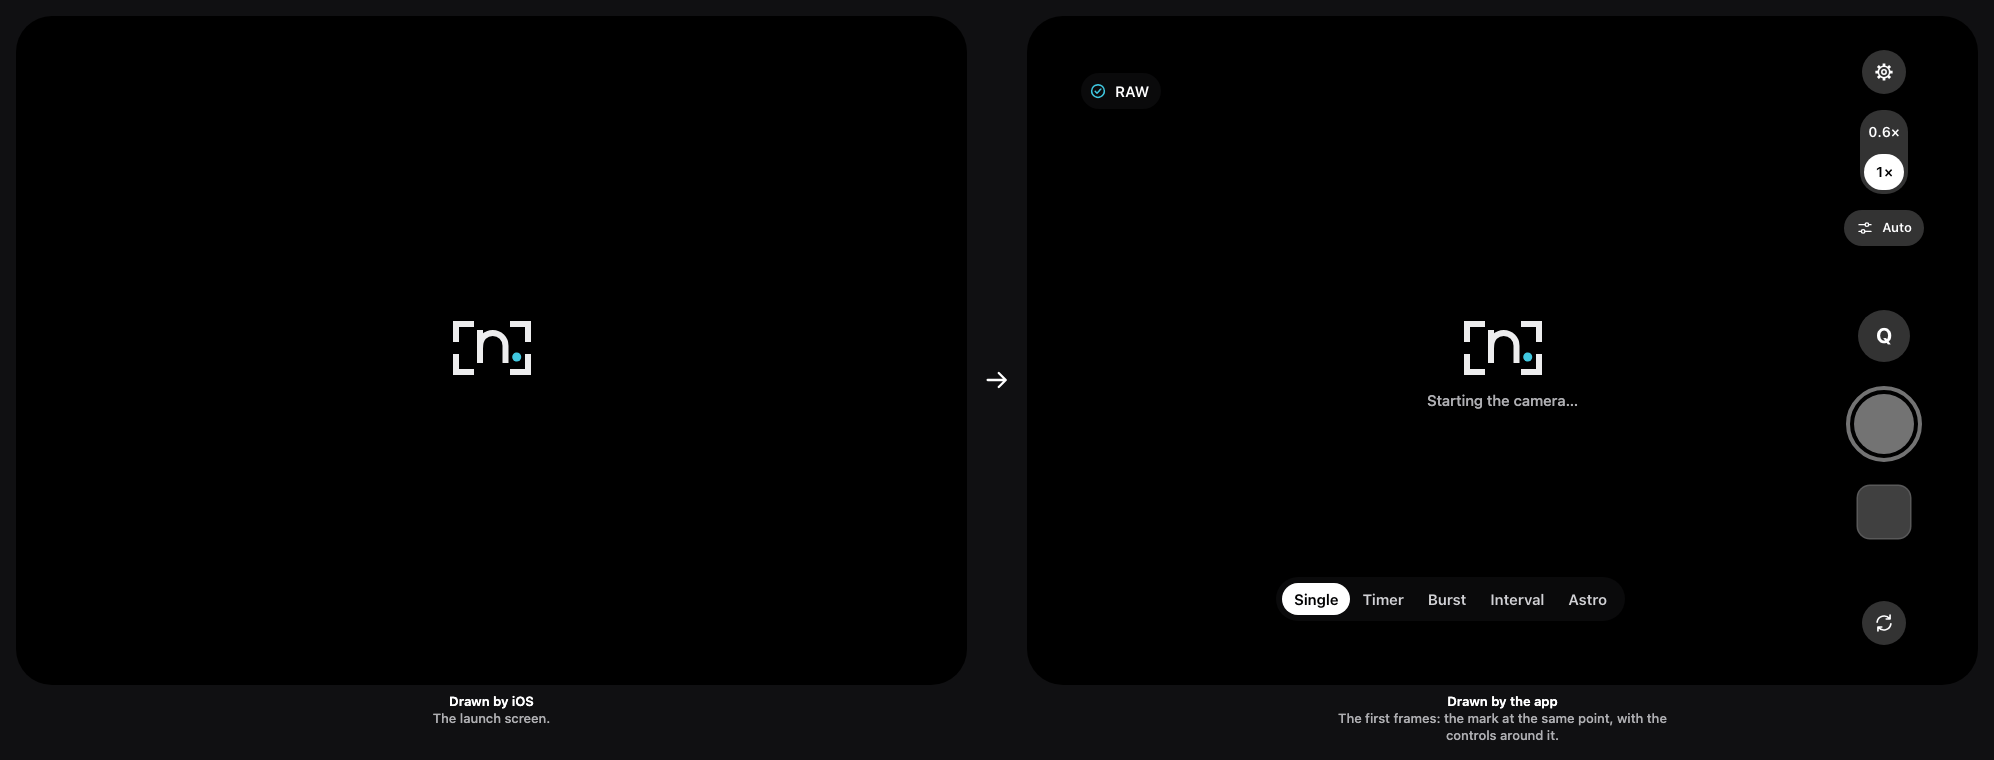 n.
Drawn by iOS
The launch screen.
RAW
0.6×
1×
Auto
Q
n.
Starting the camera...
Single Timer Burst Interval Astro
Drawn by the app
The first frames: the mark at the same point, with the
controls around it.